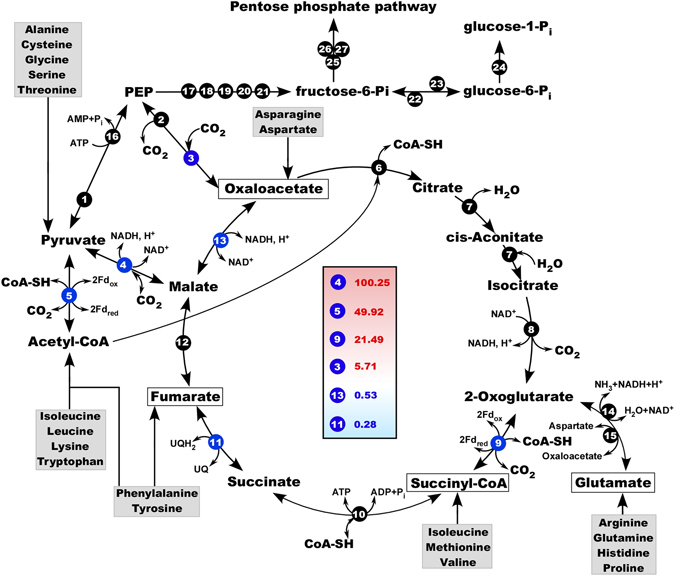 Pentose phosphate pathway
glucose-1-Pi
Alanine
Cysteine
Glycine
Serine
Threonine
26 27
25
24
PEP
17 18 19 20 21
fructose-6-Pi
23
22
glucose-6-Pi
AMP+Pi
16
ATP
2
CO2
CO2
3
Asparagine
Aspartate
CoA-SH
6
Oxaloacetate
Citrate
1
7
H2O
Pyruvate
NADH, H+
NAD+
4
13
NADH, H+
NAD+
cis-Aconitate
7
H2O
CoA-SH
2Fdox
5
CO2
2Fdred
CO2
Malate
Isocitrate
4 100.25
5 49.92
9 21.49
3 5.71
13 0.53
11 0.28
NAD+
8
NADH, H+
CO2
Acetyl-CoA
12
Fumarate
2-Oxoglutarate
NH3+NADH+H+
14
H2O+NAD+
Aspartate
15
Oxaloacetate
2Fdox
2Fdred
9
CoA-SH
CO2
Isoleucine
Leucine
Lysine
Tryptophan
UQH2
11
UQ
Succinate
Succinyl-CoA
Glutamate
Phenylalanine
Tyrosine
ATP
ADP+Pi
10
CoA-SH
Isoleucine
Methionine
Valine
Arginine
Glutamine
Histidine
Proline